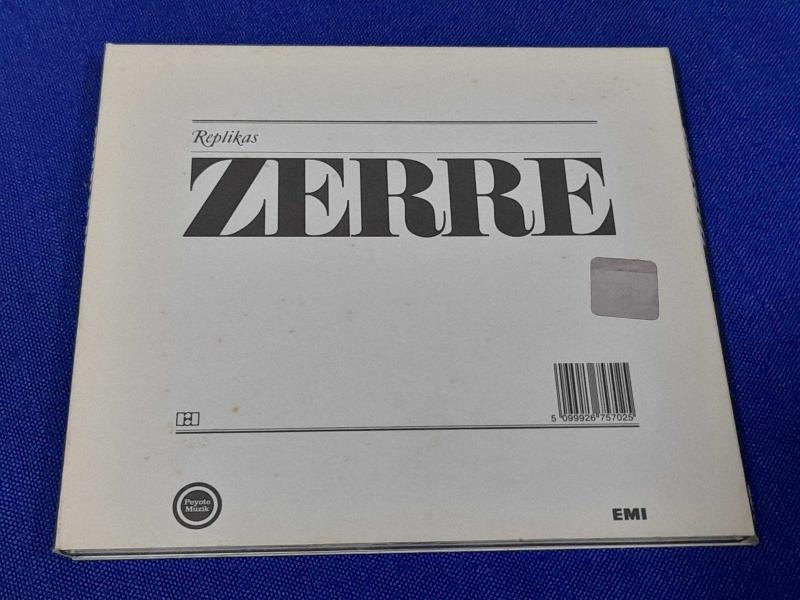 Replikas
ZERRE
5 099926 757025
Peyote
Müzik
EMI